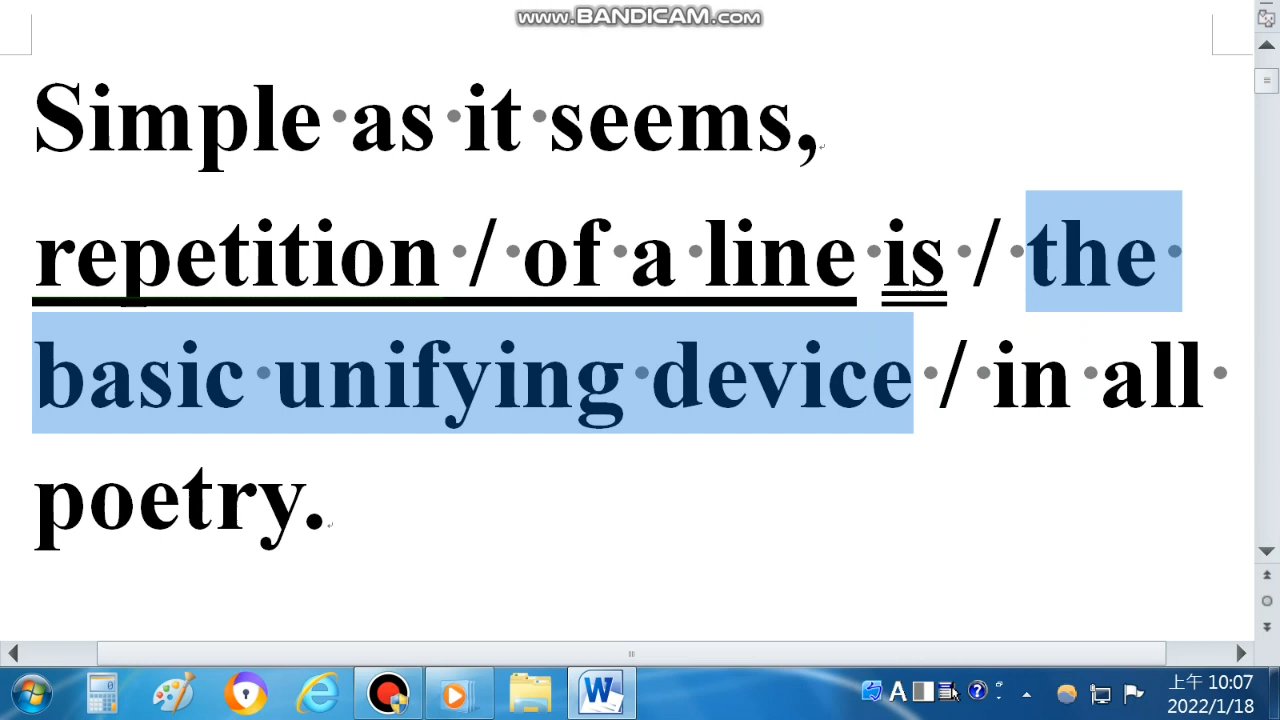 www.BANDICAM.com
Simple as it seems,
repetition / of a line is / the
basic unifying device / in all
poetry.
上午 10:07
2022/1/18